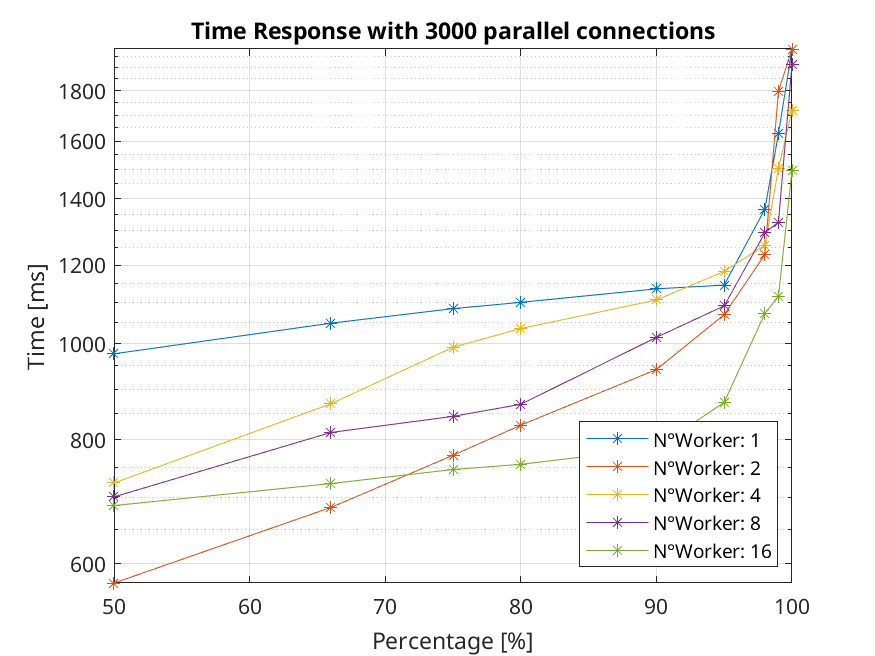 Time Response with 3000 parallel connections
1800
1600
1400
1200
1000
800
600
Time [ms]
50
60
70
80
90
100
Percentage [%]
N°Worker: 1
N°Worker: 2
N°Worker: 4
N°Worker: 8
N°Worker: 16